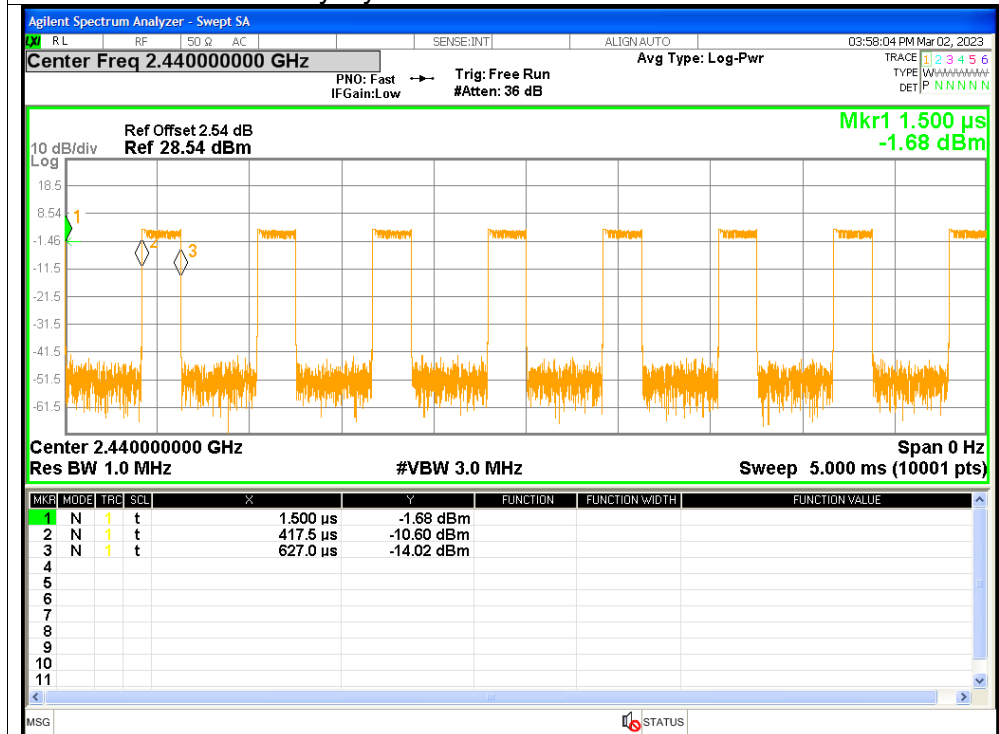 Agilent Spectrum Analyzer - Swept SA
LXI RL RF 50 Ω AC SENSE:INT ALIGN AUTO 03:58:04 PM Mar 02, 2023
Center Freq 2.440000000 GHz Avg Type: Log-Pwr TRACE 1 2 3 4 5 6
PNO: Fast Trig: Free Run TYPE
IFGain:Low #Atten: 36 dB DET P N N N N N
Mkr1 1.500 µs
Ref Offset 2.54 dB
10 dB/div Ref 28.54 dBm -1.68 dBm
Log
18.5
8.54
1
-1.46
2 3
-11.5
-21.5
-31.5
-41.5
-51.5
-61.5
Center 2.440000000 GHz Span 0 Hz
Res BW 1.0 MHz #VBW 3.0 MHz Sweep 5.000 ms (10001 pts)
MKR MODE TRC SCL X Y FUNCTION FUNCTION WIDTH FUNCTION VALUE
1 N 1 t 1.500 µs -1.68 dBm
2 N 1 t 417.5 µs -10.60 dBm
3 N 1 t 627.0 µs -14.02 dBm
4
5
6
7
8
9
10
11
MSG STATUS